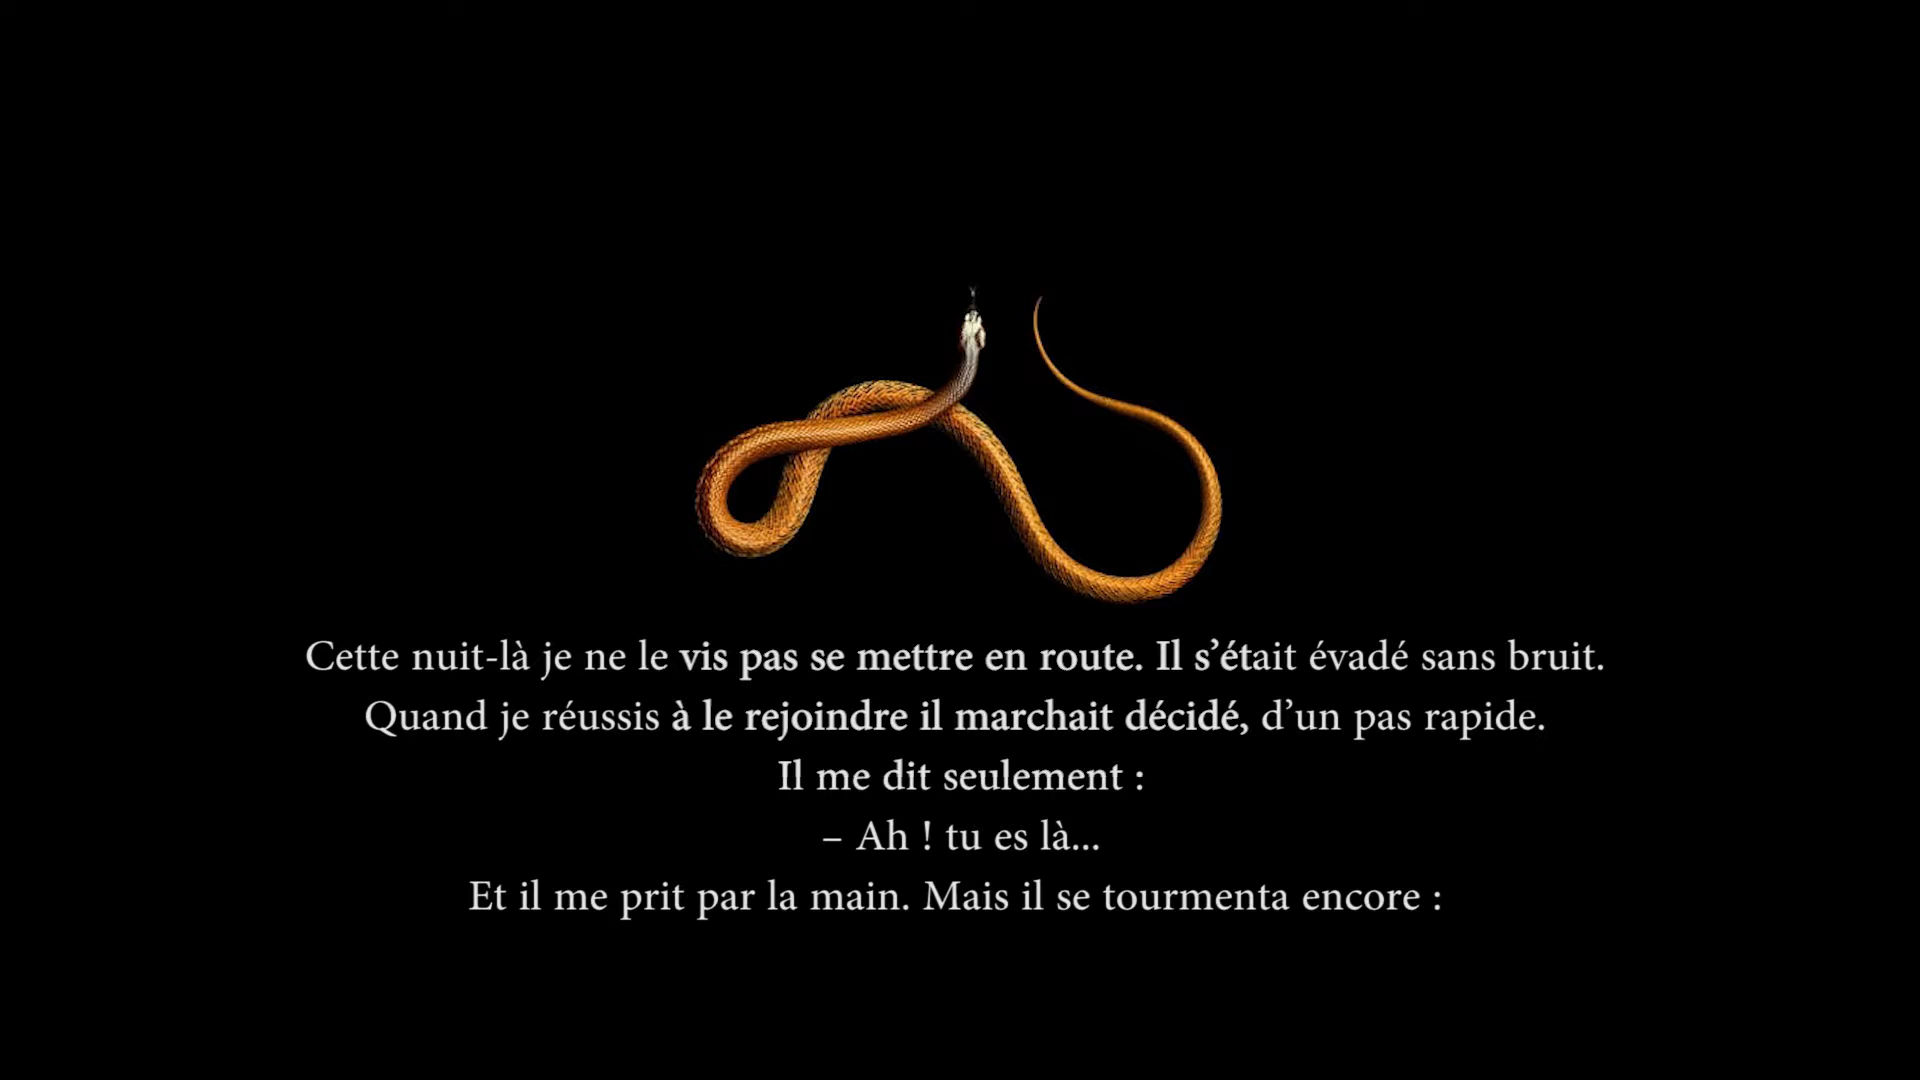 Cette nuit-là je ne le vis pas se mettre en route. Il s’était évadé sans bruit.
Quand je réussis à le rejoindre il marchait décidé, d’un pas rapide.
Il me dit seulement :
– Ah ! tu es là...
Et il me prit par la main. Mais il se tourmenta encore :